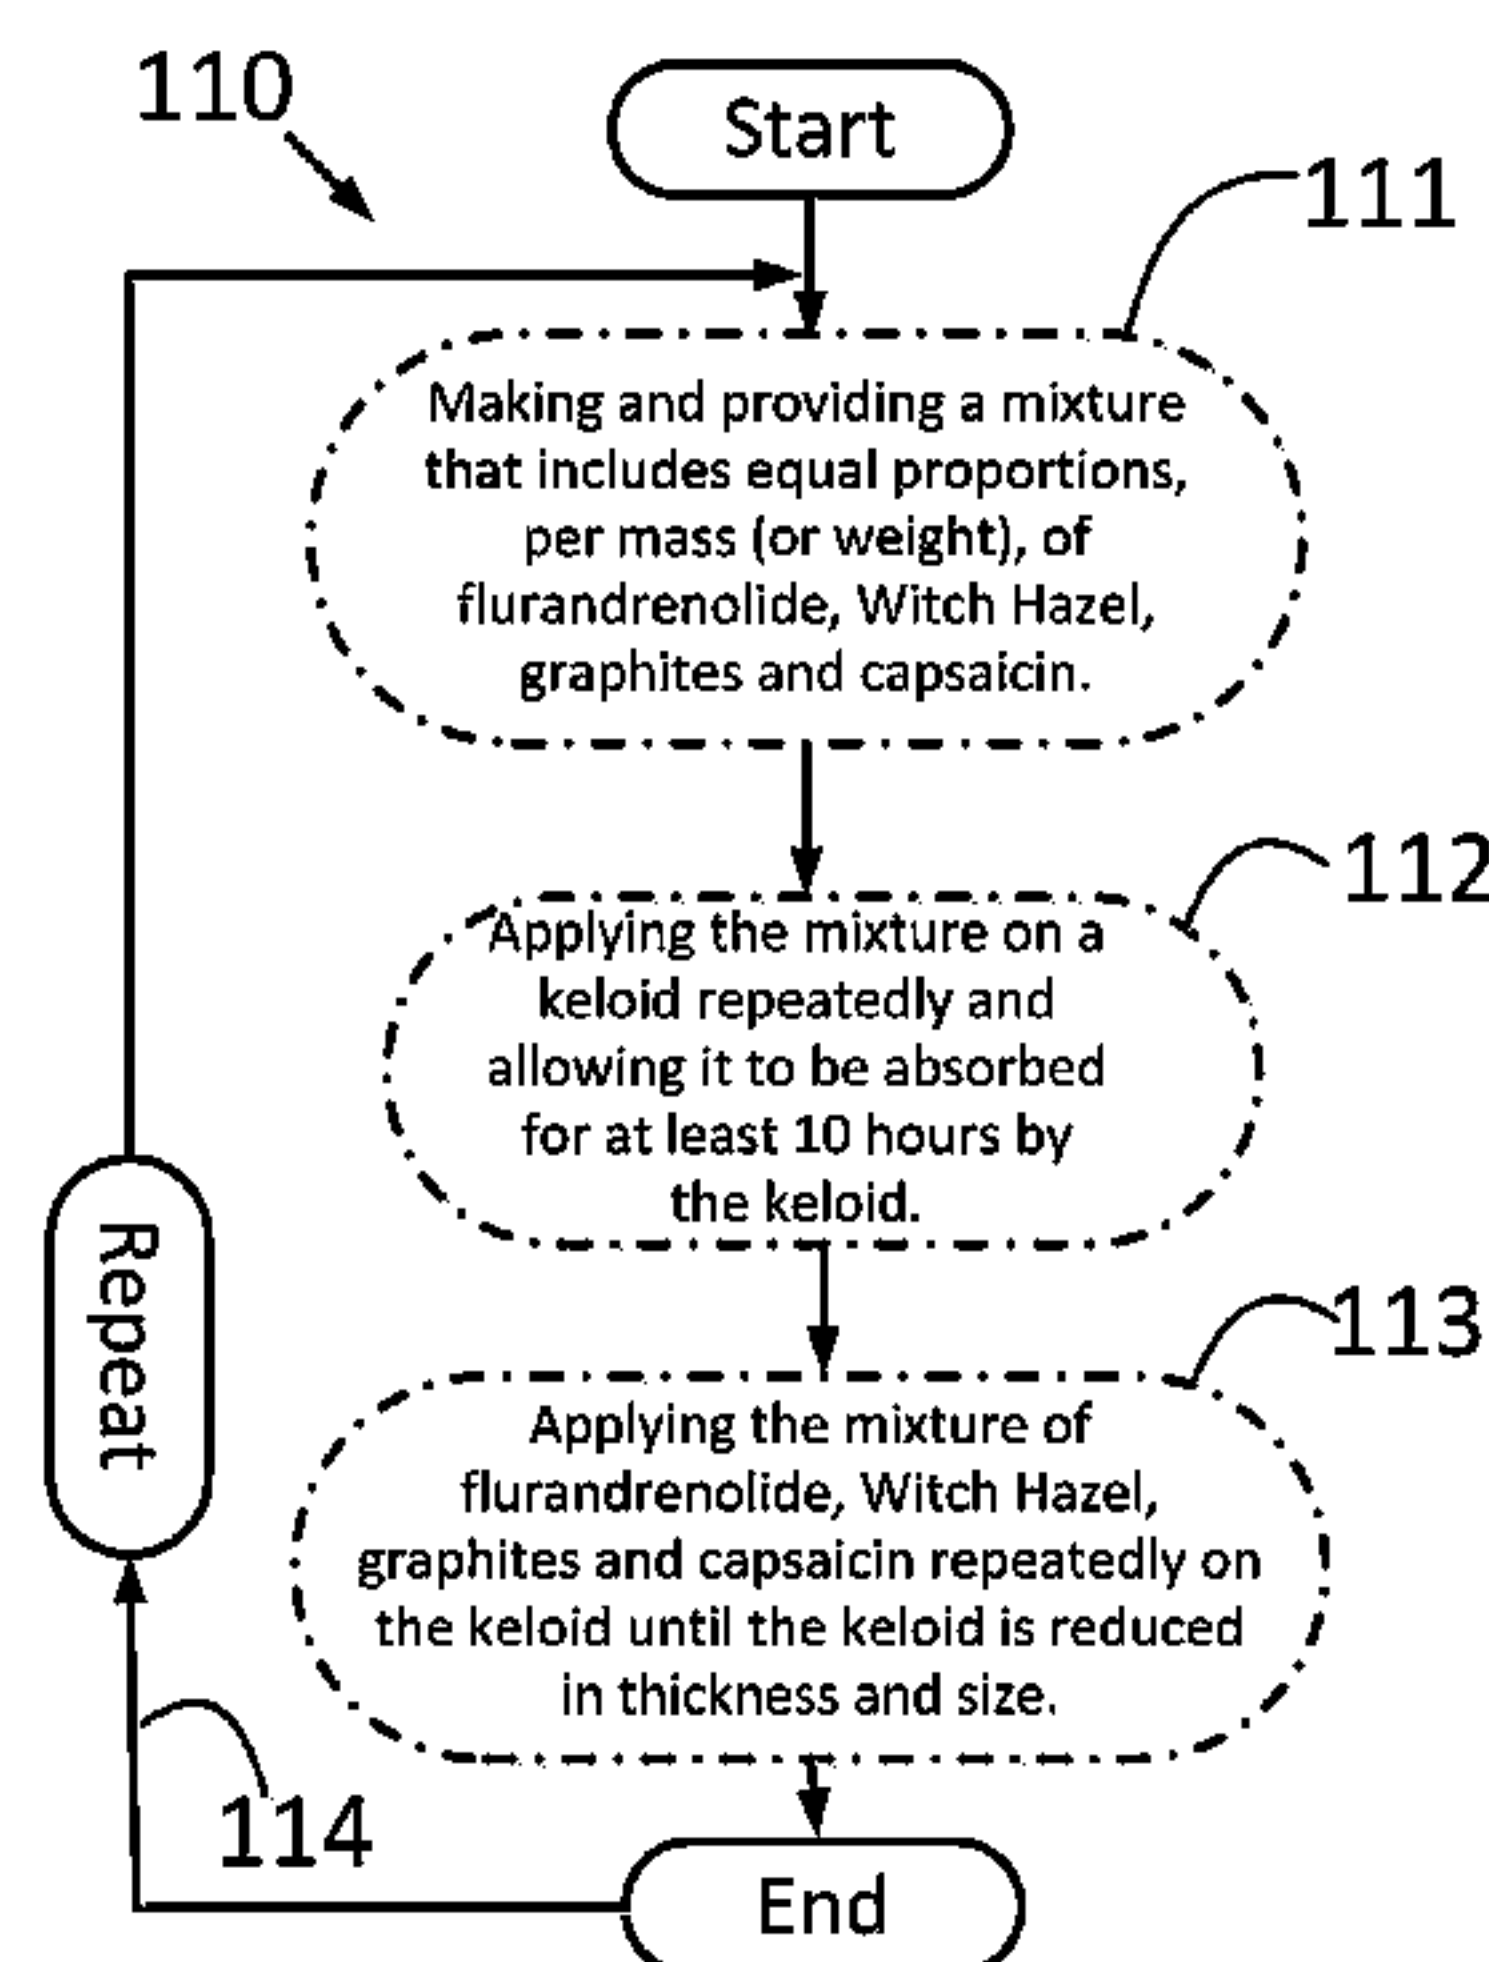 110
Start
111
Making and providing a mixture
that includes equal proportions,
per mass (or weight), of
flurandrenolide, Witch Hazel,
graphites and capsaicin.
112
Applying the mixture on a
keloid repeatedly and
allowing it to be absorbed
for at least 10 hours by
the keloid.
Repeat
113
Applying the mixture of
flurandrenolide, Witch Hazel,
graphites and capsaicin repeatedly on
the keloid until the keloid is reduced
in thickness and size.
114
End